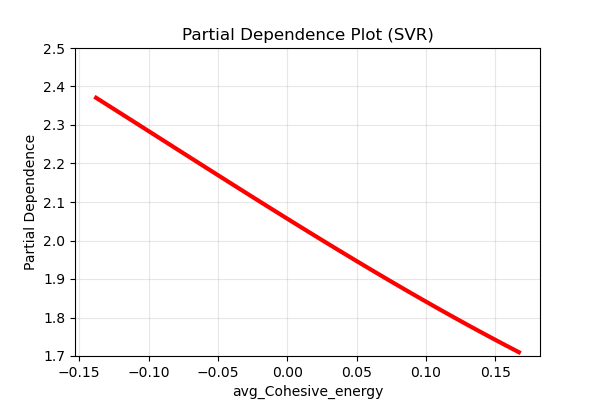 Partial Dependence Plot (SVR)
2.5
2.4
2.3
2.2
2.1
2.0
1.9
1.8
1.7
Partial Dependence
−0.15 −0.10 −0.05 0.00 0.05 0.10 0.15
avg_Cohesive_energy